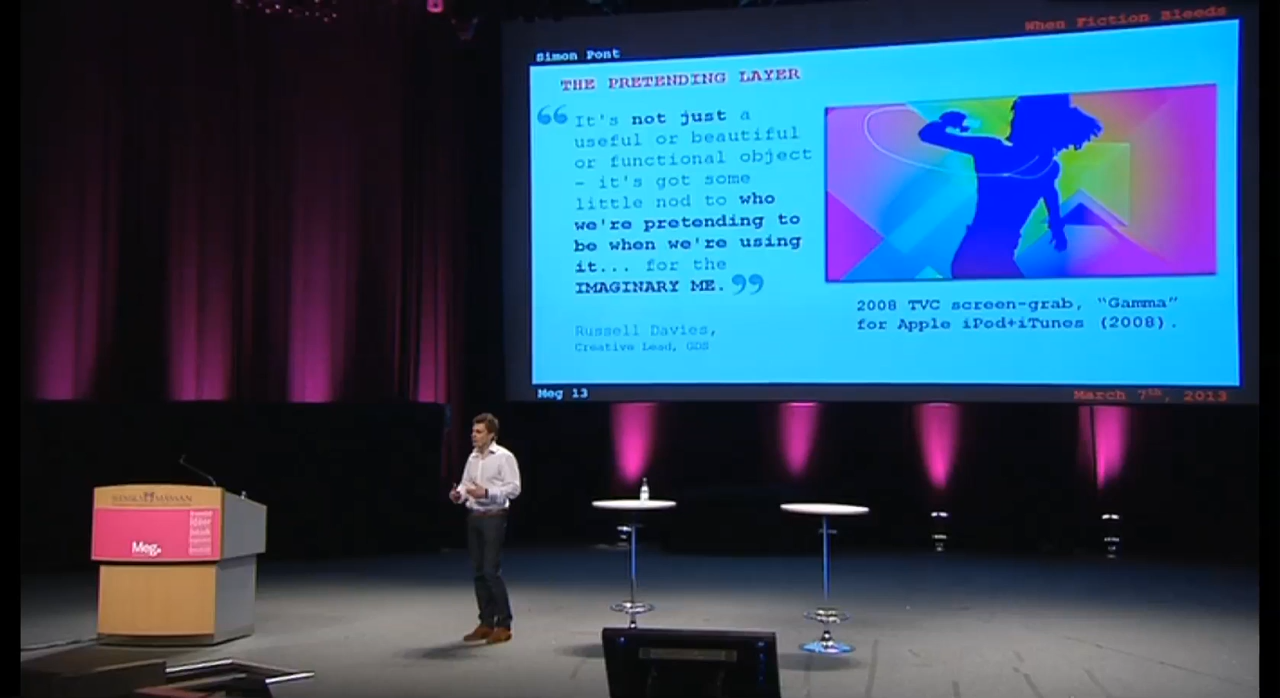 When Fiction Bleeds
Simon Pont
THE PRETENDING LAYER
“It's not just a
useful or beautiful
or functional object
- it's got some
little nod to who
we're pretending to
be when we're using
it... for the
IMAGINARY ME.”
Russell Davies,
Creative Lead, GDS
2008 TVC screen-grab, “Gamma”
for Apple iPod+iTunes (2008).
Meg 13
March 7th, 2013
SVENSKA MÄSSAN
Meg.